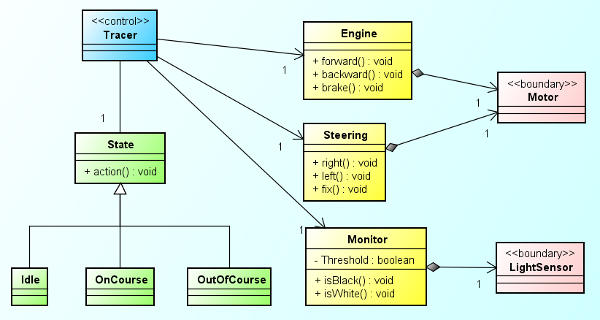 <<control>>
Tracer
Engine
+ forward() : void
+ backward() : void
+ brake() : void
1
<<boundary>>
Motor
1
1
1
State
+ action() : void
1
Steering
+ right() : void
+ left() : void
+ fix() : void
1
Monitor
- Threshold : boolean
+ isBlack() : void
+ isWhite() : void
<<boundary>>
LightSensor
1
Idle
OnCourse
OutOfCourse